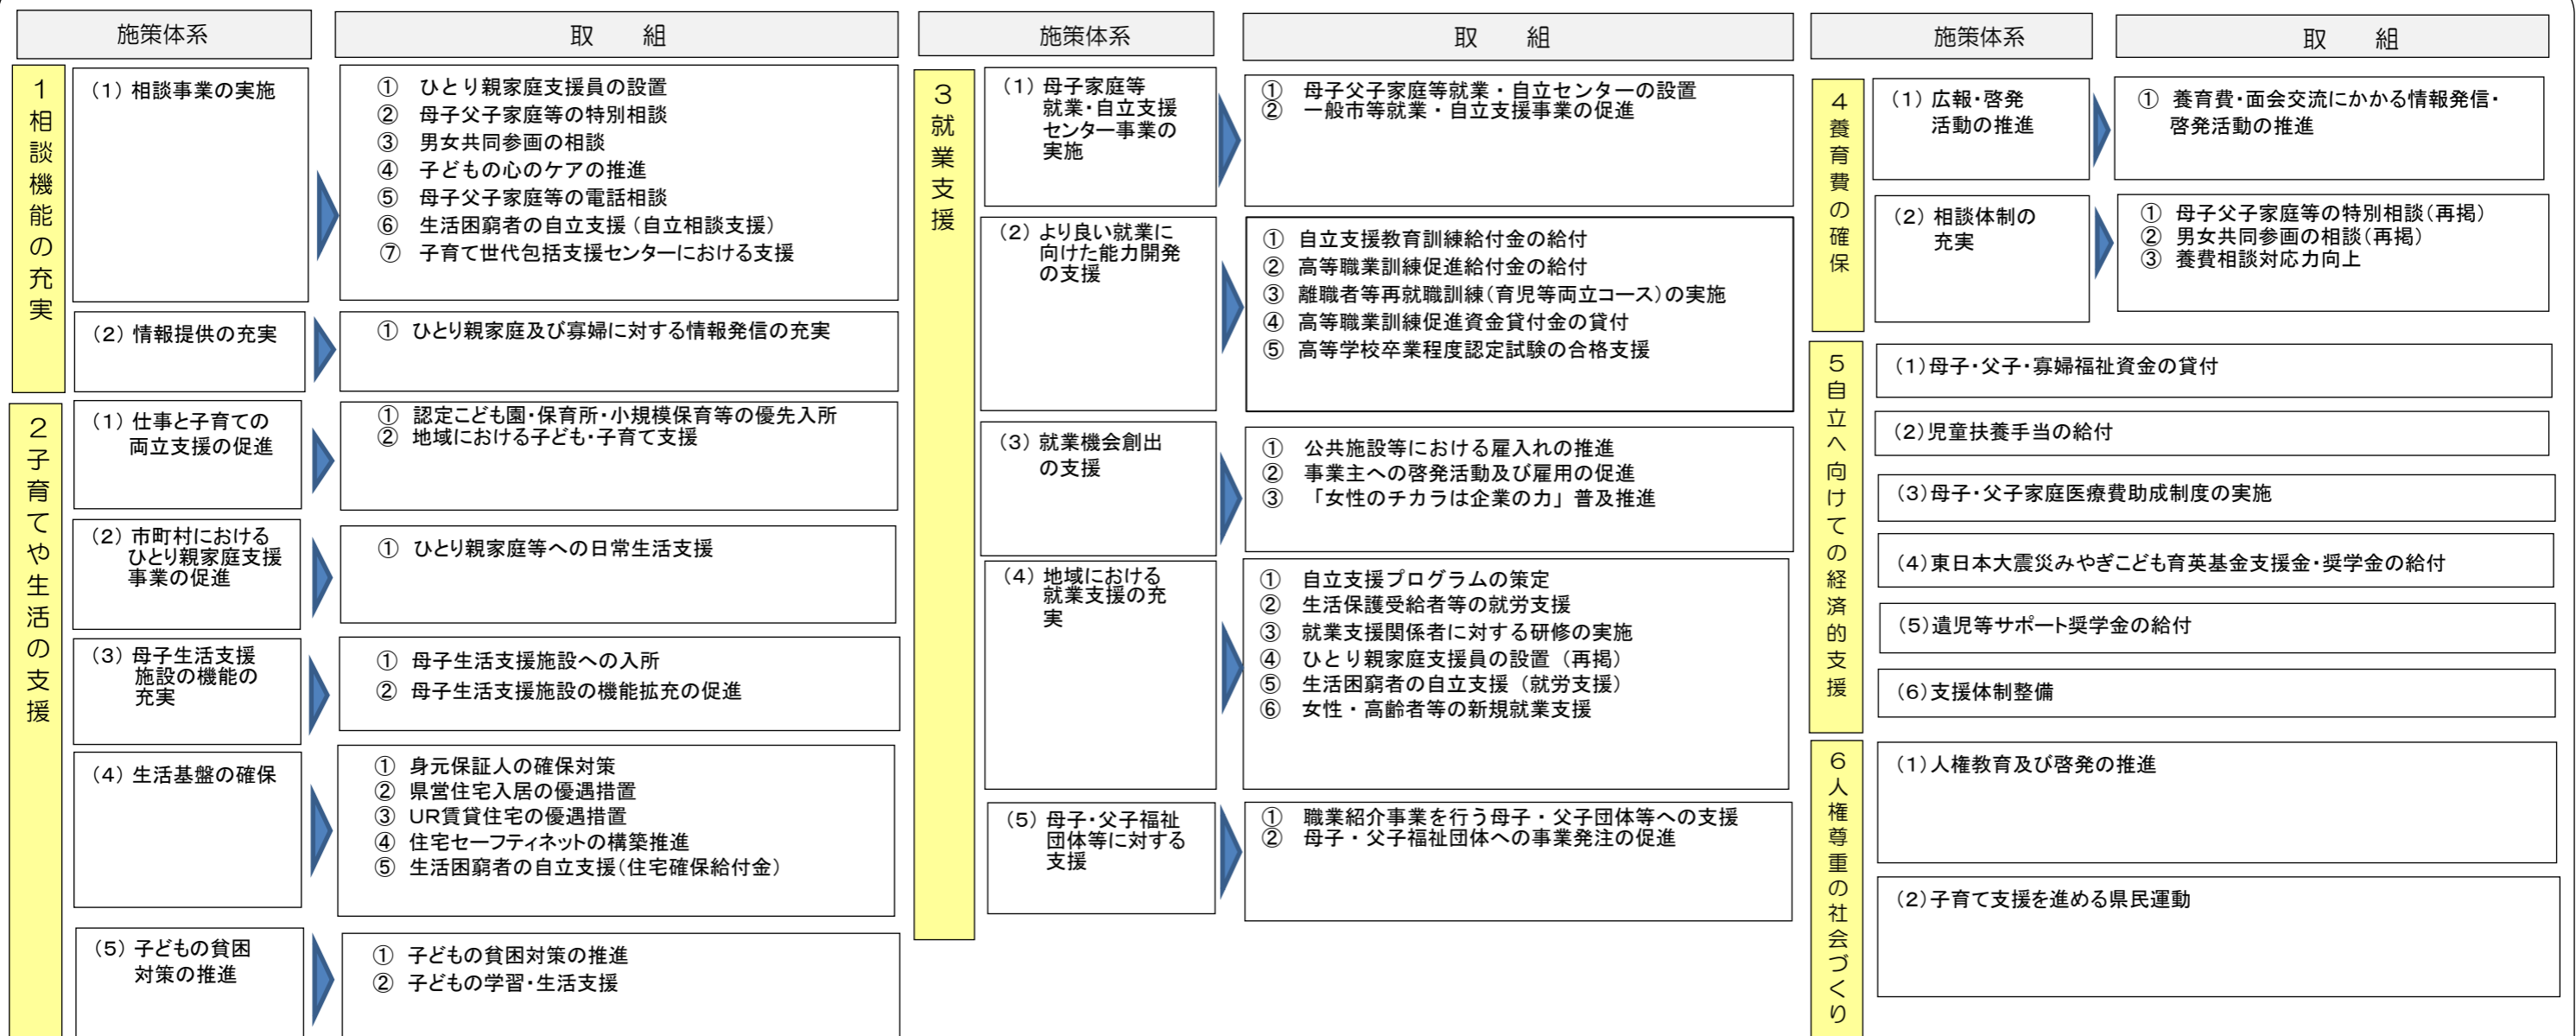 施策体系
取　組
1 相談機能の充実
(1) 相談事業の実施
① ひとり親家庭支援員の設置
② 母子父子家庭等の特別相談
③ 男女共同参画の相談
④ 子どもの心のケアの推進
⑤ 母子父子家庭等の電話相談
⑥ 生活困窮者の自立支援（自立相談支援）
⑦ 子育て世代包括支援センターにおける支援
(2) 情報提供の充実
① ひとり親家庭及び寡婦に対する情報発信の充実
2 子育てや生活の支援
(1) 仕事と子育ての
両立支援の促進
① 認定こども園・保育所・小規模保育等の優先入所
② 地域における子ども・子育て支援
(2) 市町村における
ひとり親家庭支援
事業の促進
① ひとり親家庭等への日常生活支援
(3) 母子生活支援
施設の機能の
充実
① 母子生活支援施設への入所
② 母子生活支援施設の機能拡充の促進
(4) 生活基盤の確保
① 身元保証人の確保対策
② 県営住宅入居の優遇措置
③ UR賃貸住宅の優遇措置
④ 住宅セーフティネットの構築推進
⑤ 生活困窮者の自立支援（住宅確保給付金）
(5) 子どもの貧困
対策の推進
① 子どもの貧困対策の推進
② 子どもの学習・生活支援
施策体系
取　組
3 就業支援
(1) 母子家庭等
就業・自立支援
センター事業の
実施
① 母子父子家庭等就業・自立センターの設置
② 一般市等就業・自立支援事業の促進
(2) より良い就業に
向けた能力開発
の支援
① 自立支援教育訓練給付金の給付
② 高等職業訓練促進給付金の給付
③ 離職者等再就職訓練（育児等両立コース）の実施
④ 高等職業訓練促進資金貸付金の貸付
⑤ 高等学校卒業程度認定試験の合格支援
(3) 就業機会創出
の支援
① 公共施設等における雇入れの推進
② 事業主への啓発活動及び雇用の促進
③ 「女性のチカラは企業の力」普及推進
(4) 地域における
就業支援の充
実
① 自立支援プログラムの策定
② 生活保護受給者等の就労支援
③ 就業支援関係者に対する研修の実施
④ ひとり親家庭支援員の設置（再掲）
⑤ 生活困窮者の自立支援（就労支援）
⑥ 女性・高齢者等の新規就業支援
(5) 母子・父子福祉
団体等に対する
支援
① 職業紹介事業を行う母子・父子団体等への支援
② 母子・父子福祉団体への事業発注の促進
施策体系
取　組
4 養育費の確保
(1) 広報・啓発
活動の推進
① 養育費・面会交流にかかる情報発信・
啓発活動の推進
(2) 相談体制の
充実
① 母子父子家庭等の特別相談（再掲）
② 男女共同参画の相談（再掲）
③ 養費相談対応力向上
5 自立へ向けての経済的支援
(1)母子・父子・寡婦福祉資金の貸付
(2)児童扶養手当の給付
(3)母子・父子家庭医療費助成制度の実施
(4)東日本大震災みやぎこども育英基金支援金・奨学金の給付
(5)遺児等サポート奨学金の給付
(6)支援体制整備
6 人権尊重の社会づくり
(1)人権教育及び啓発の推進
(2)子育て支援を進める県民運動